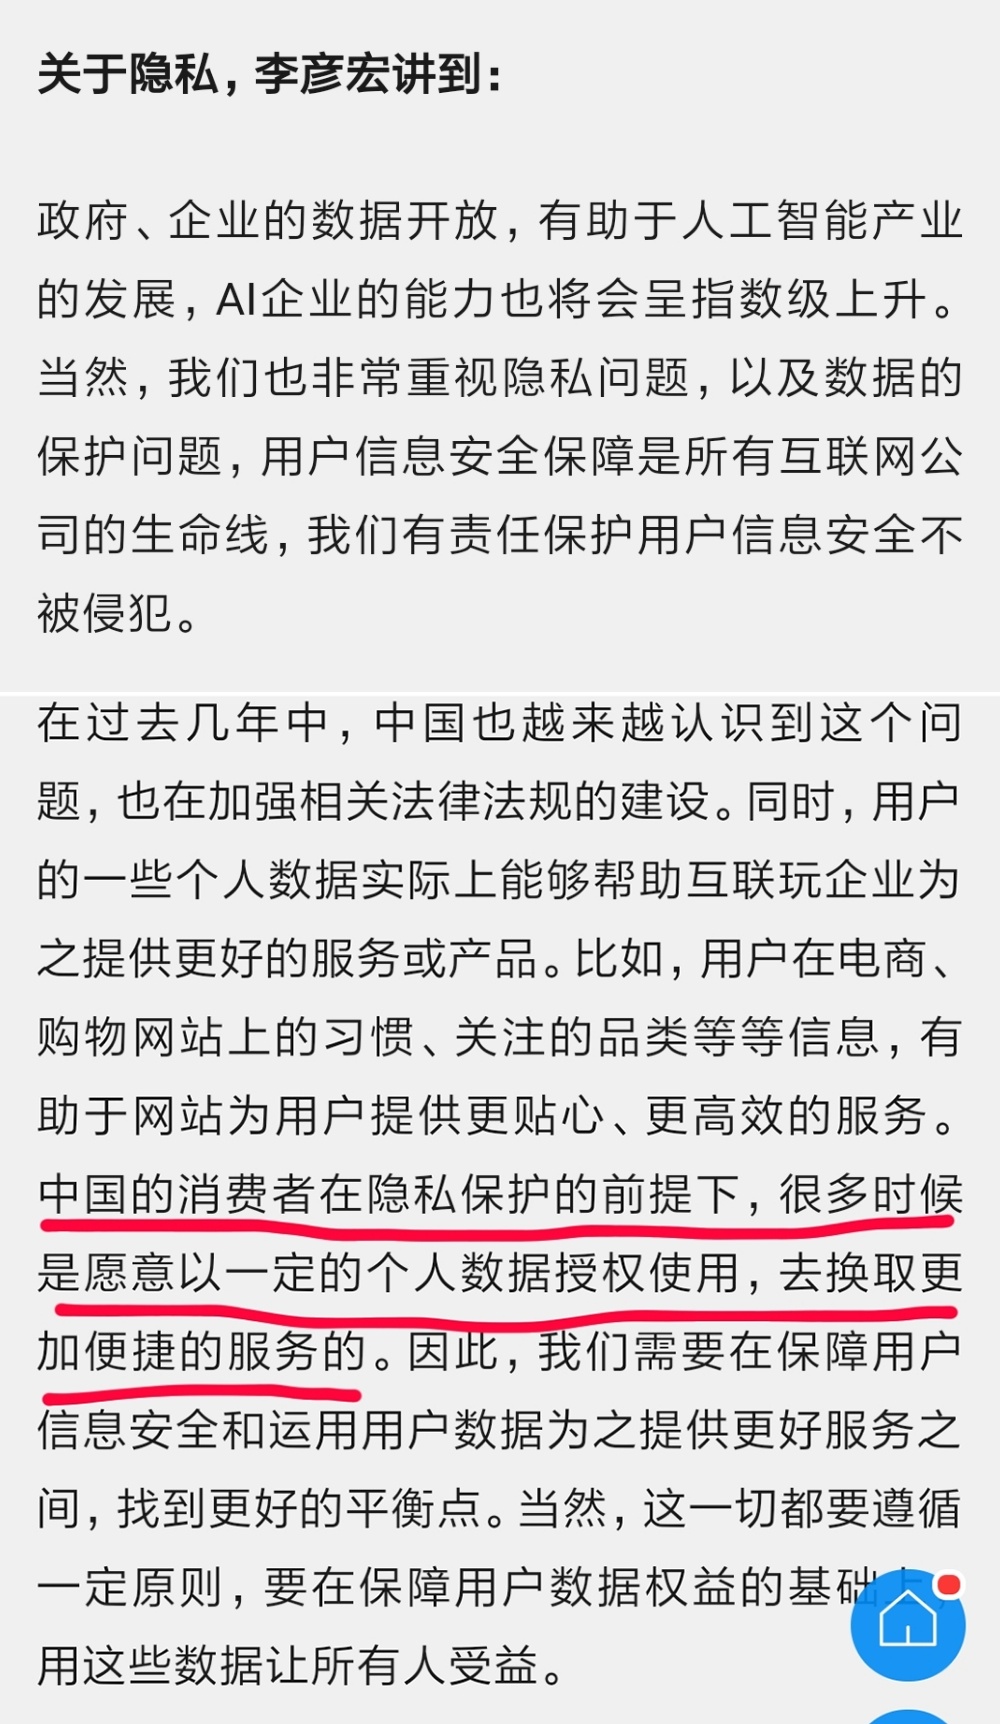 关于隐私，李彦宏讲到：
政府、企业的数据开放，有助于人工智能产业
的发展，AI企业的能力也将会呈指数级上升。
当然，我们也非常重视隐私问题，以及数据的
保护问题，用户信息安全保障是所有互联网公
司的生命线，我们有责任保护用户信息安全不
被侵犯。
在过去几年中，中国也越来越认识到这个问
题，也在加强相关法律法规的建设。同时，用户
的一些个人数据实际上能够帮助互联玩企业为
之提供更好的服务或产品。比如，用户在电商、
购物网站上的习惯、关注的品类等等信息，有
助于网站为用户提供更贴心、更高效的服务。
中国的消费者在隐私保护的前提下，很多时候
是愿意以一定的个人数据授权使用，去换取更
加便捷的服务的。因此，我们需要在保障用户
信息安全和运用用户数据为之提供更好服务之
间，找到更好的平衡点。当然，这一切都要遵循
一定原则，要在保障用户数据权益的基础上，
用这些数据让所有人受益。